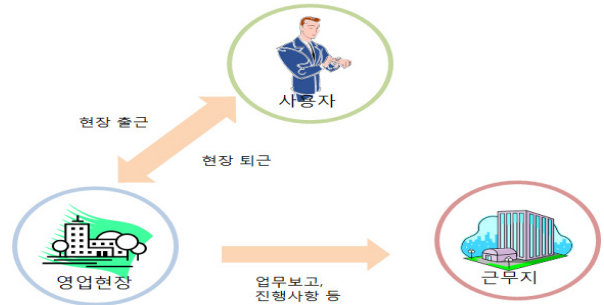 사용자
현장 출근
현장 퇴근
영업현장
근무지
업무보고,
진행사항 등